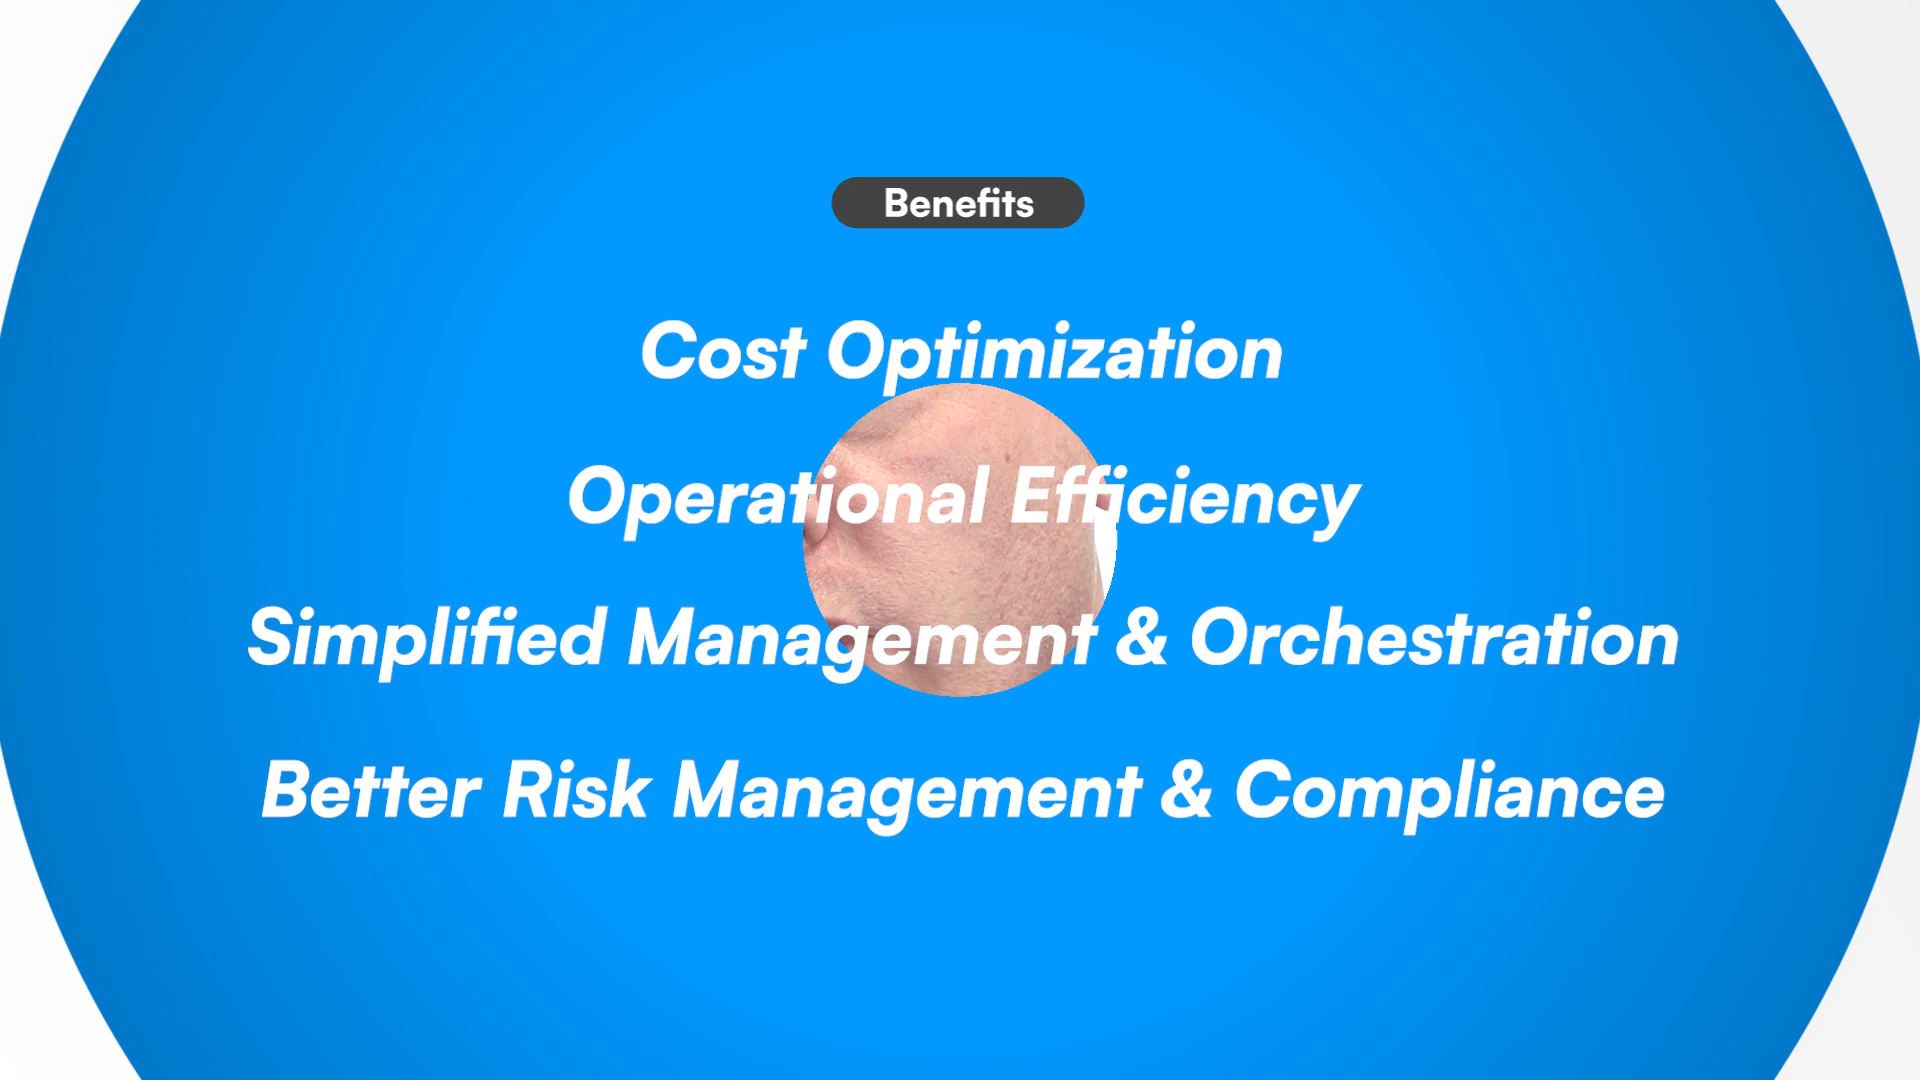 Benefits
Cost Optimization
Operational Efficiency
Simplified Management & Orchestration
Better Risk Management & Compliance